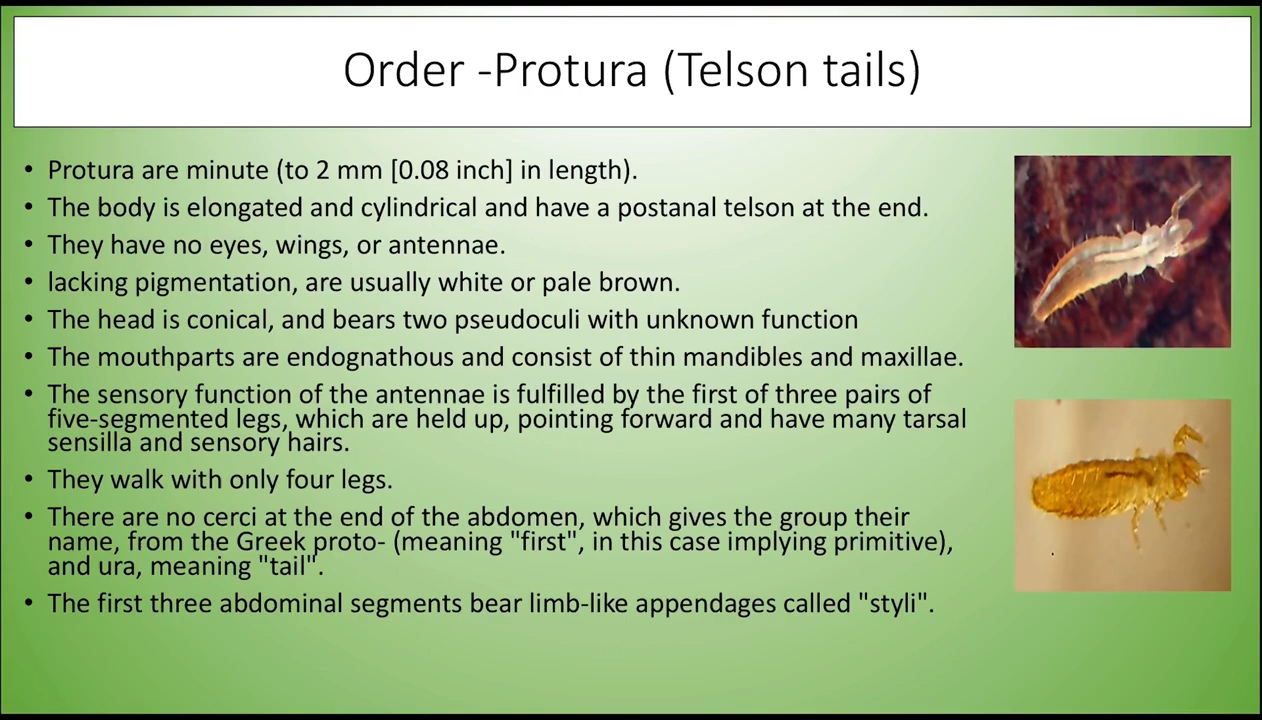 Order -Protura (Telson tails)
• Protura are minute (to 2 mm [0.08 inch] in length).
• The body is elongated and cylindrical and have a postanal telson at the end.
• They have no eyes, wings, or antennae.
• lacking pigmentation, are usually white or pale brown.
• The head is conical, and bears two pseudoculi with unknown function
• The mouthparts are endognathous and consist of thin mandibles and maxillae.
• The sensory function of the antennae is fulfilled by the first of three pairs of
five-segmented legs, which are held up, pointing forward and have many tarsal
sensilla and sensory hairs.
• They walk with only four legs.
• There are no cerci at the end of the abdomen, which gives the group their
name, from the Greek proto- (meaning "first", in this case implying primitive),
and ura, meaning "tail".
• The first three abdominal segments bear limb-like appendages called "styli".